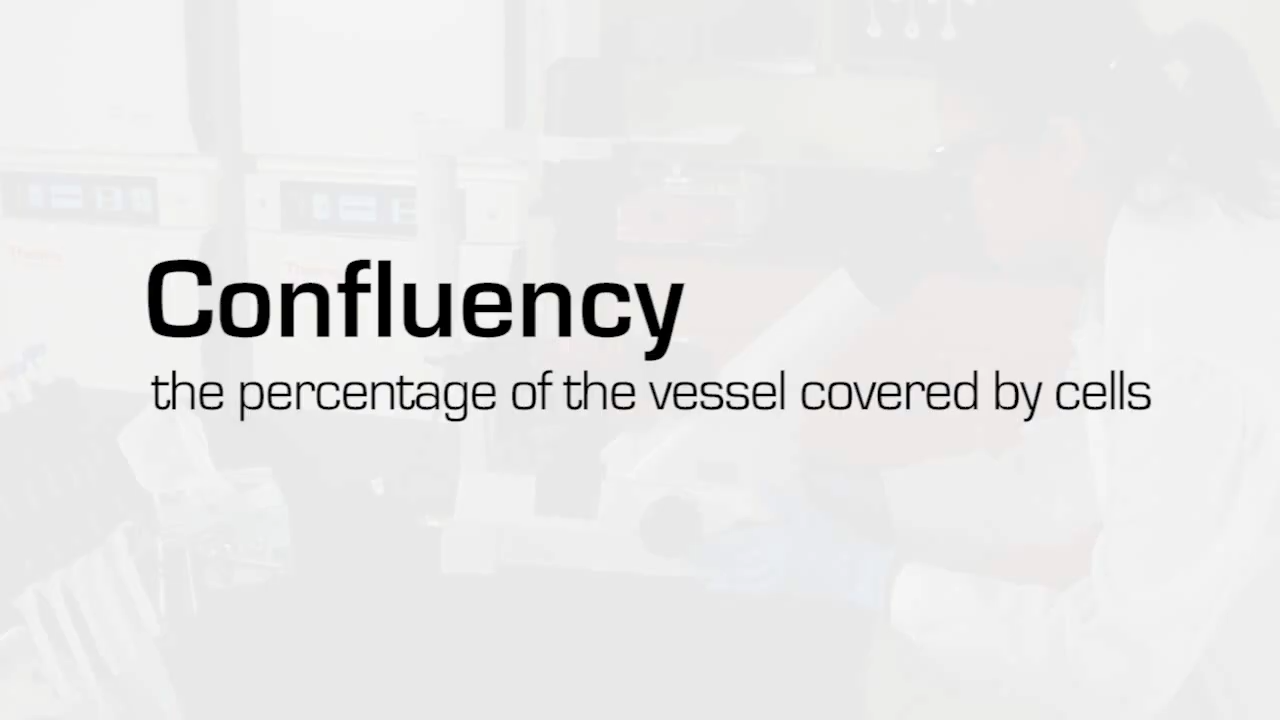 Confluency
the percentage of the vessel covered by cells